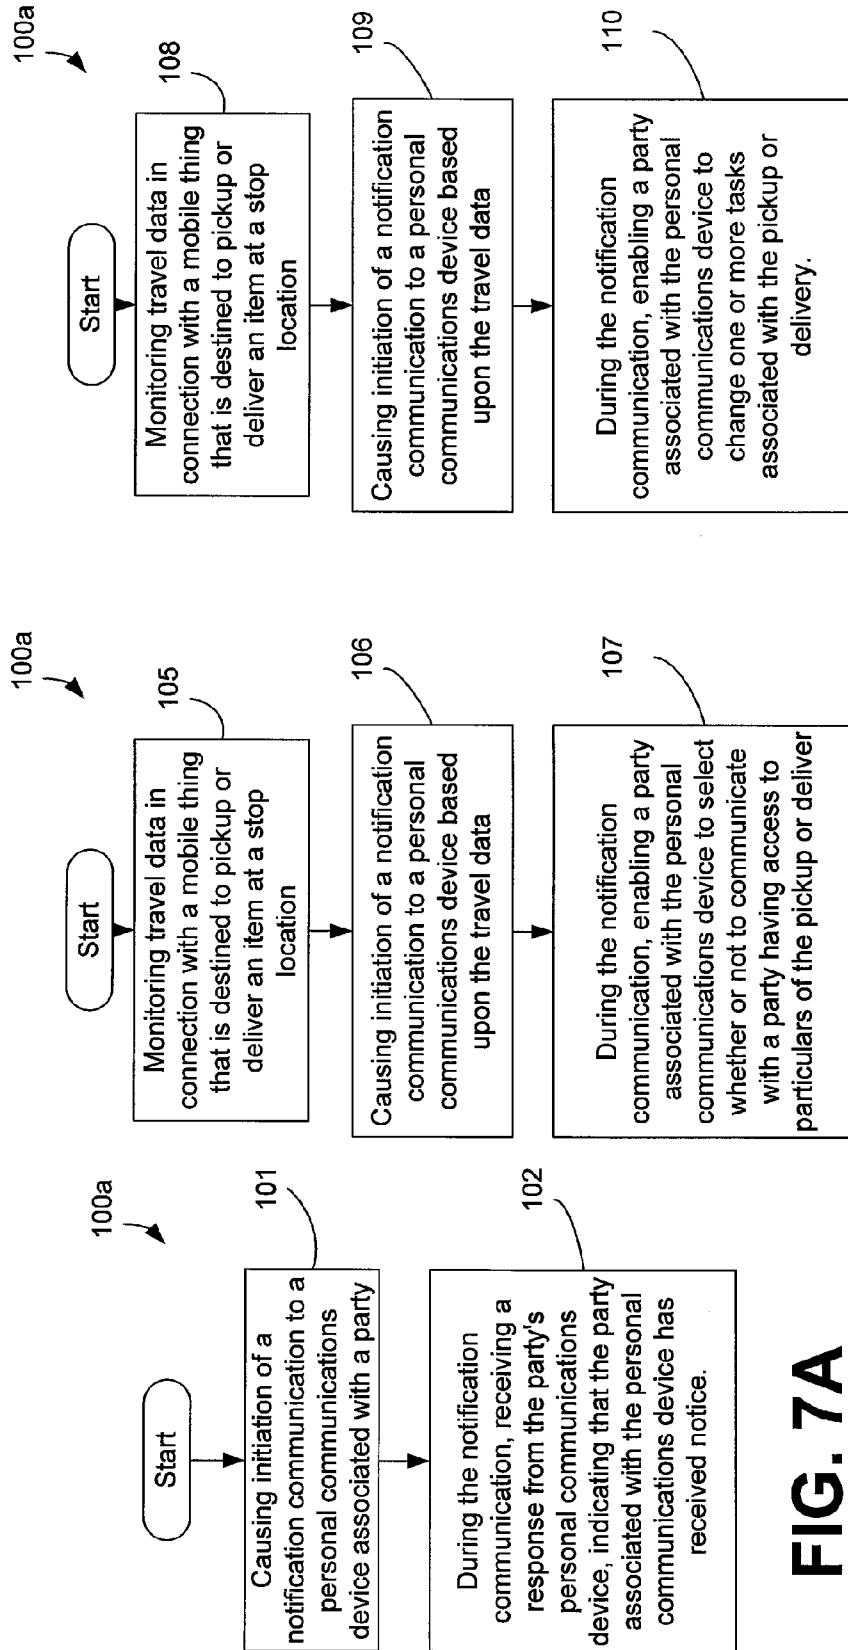 100a
Start
101
Causing initiation of a
notification communication to a
personal communications
device associated with a party
102
During the notification
communication, receiving a
response from the party's
personal communications
device, indicating that the party
associated with the personal
communications device has
received notice.
FIG. 7A
100a
Start
105
Monitoring travel data in
connection with a mobile thing
that is destined to pickup or
deliver an item at a stop
location
106
Causing initiation of a notification
communication to a personal
communications device based
upon the travel data
107
During the notification
communication, enabling a party
associated with the personal
communications device to select
whether or not to communicate
with a party having access to
particulars of the pickup or deliver
100a
Start
108
Monitoring travel data in
connection with a mobile thing
that is destined to pickup or
deliver an item at a stop
location
109
Causing initiation of a notification
communication to a personal
communications device based
upon the travel data
110
During the notification
communication, enabling a party
associated with the personal
communications device to
change one or more tasks
associated with the pickup or
delivery.